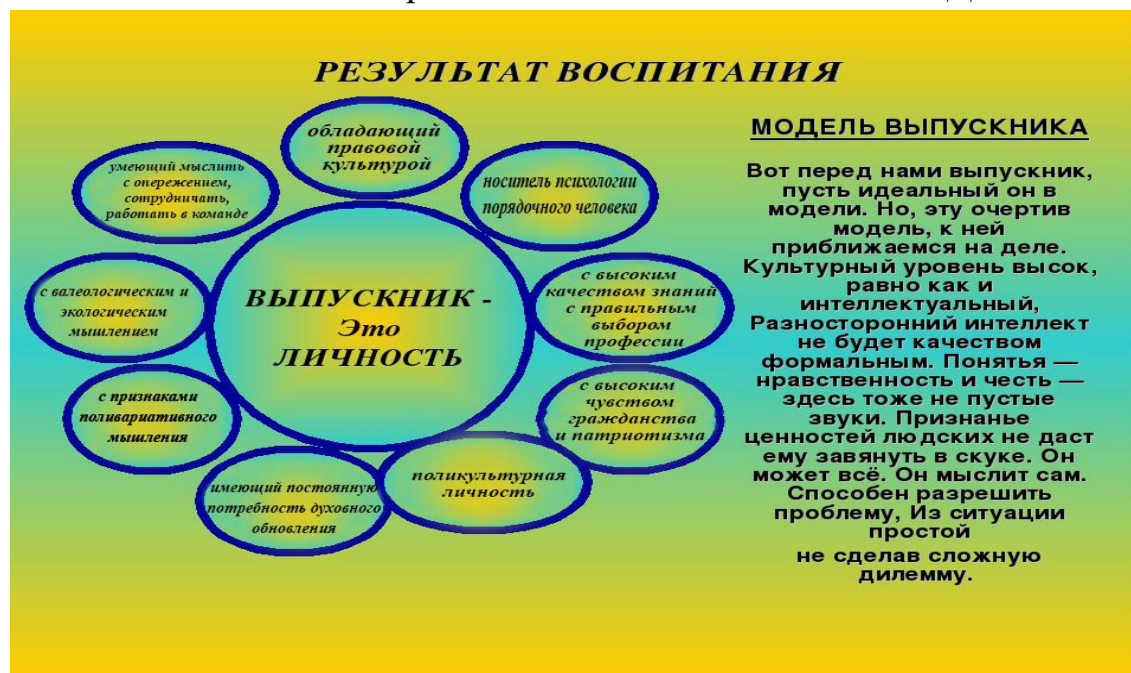 РЕЗУЛЬТАТ ВОСПИТАНИЯ
обладающий
правовой
культурой
умеющий мыслить
с опережением,
сотрудничать,
работать в команде
носитель психологии
порядочного человека
с валеологическим и
экологическим
мышлением
ВЫПУСКНИК -
Это
ЛИЧНОСТЬ
с высоким
качеством знаний
с правильным
выбором
профессии
с признаками
поливариативного
мышления
с высоким
чувством
гражданства
и патриотизма
имеющий постоянную
потребность духовного
обновления
поликультурная
личность
МОДЕЛЬ ВЫПУСКНИКА
Вот перед нами выпускник,
пусть идеальный он в
модели. Но, эту очертив
модель, к ней
приближаемся на деле.
Культурный уровень высок,
равно как и
интеллектуальный,
Разносторонний интеллект
не будет качеством
формальным. Понятья —
нравственность и честь —
здесь тоже не пустые
звуки. Признанье
ценностей людских не даст
ему завянуть в скуке. Он
может всё. Он мыслит сам.
Способен разрешить
проблему, Из ситуации
простой
не сделав сложную
дилемму.